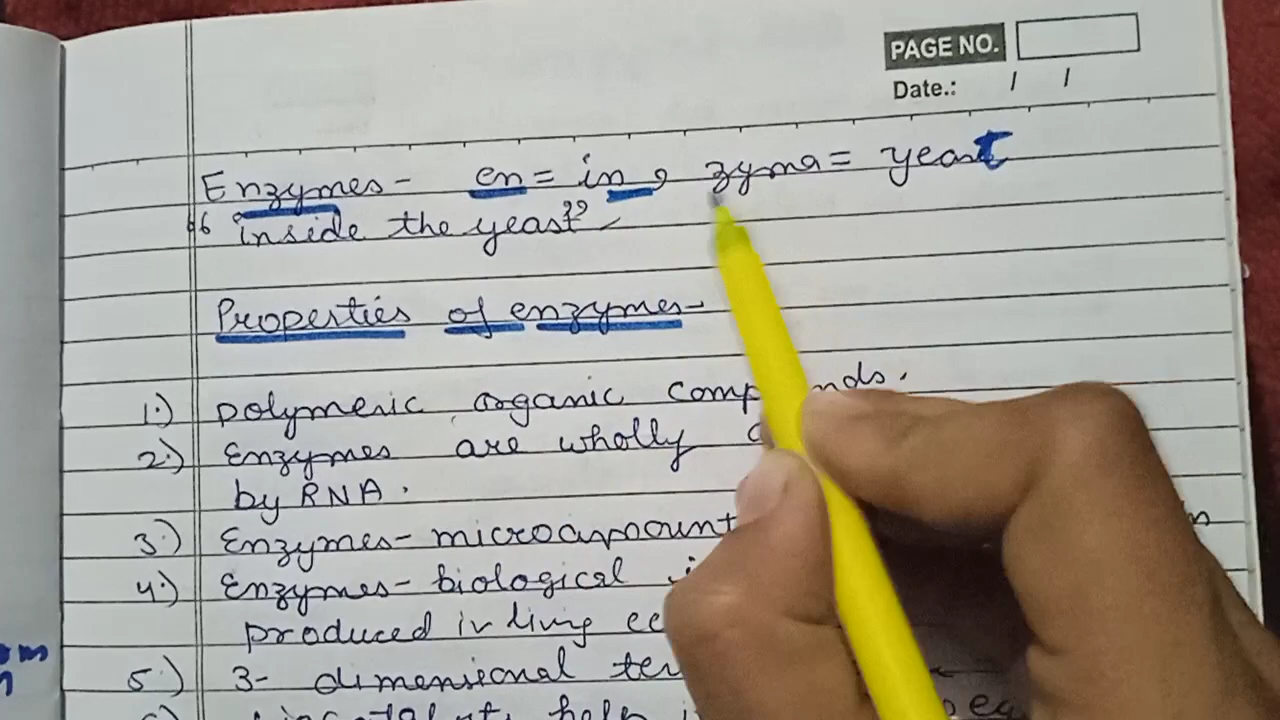 PAGE NO.
Date.: / /
Enzymes- en = in, zyma = yeast
"inside the yeast"
Properties of enzymes-
1.) polymeric organic compounds.
2.) Enzymes are wholly
by RNA.
3.) Enzymes- microamount
4.) Enzymes- biological
produced in living
5.) 3- dimensional
help